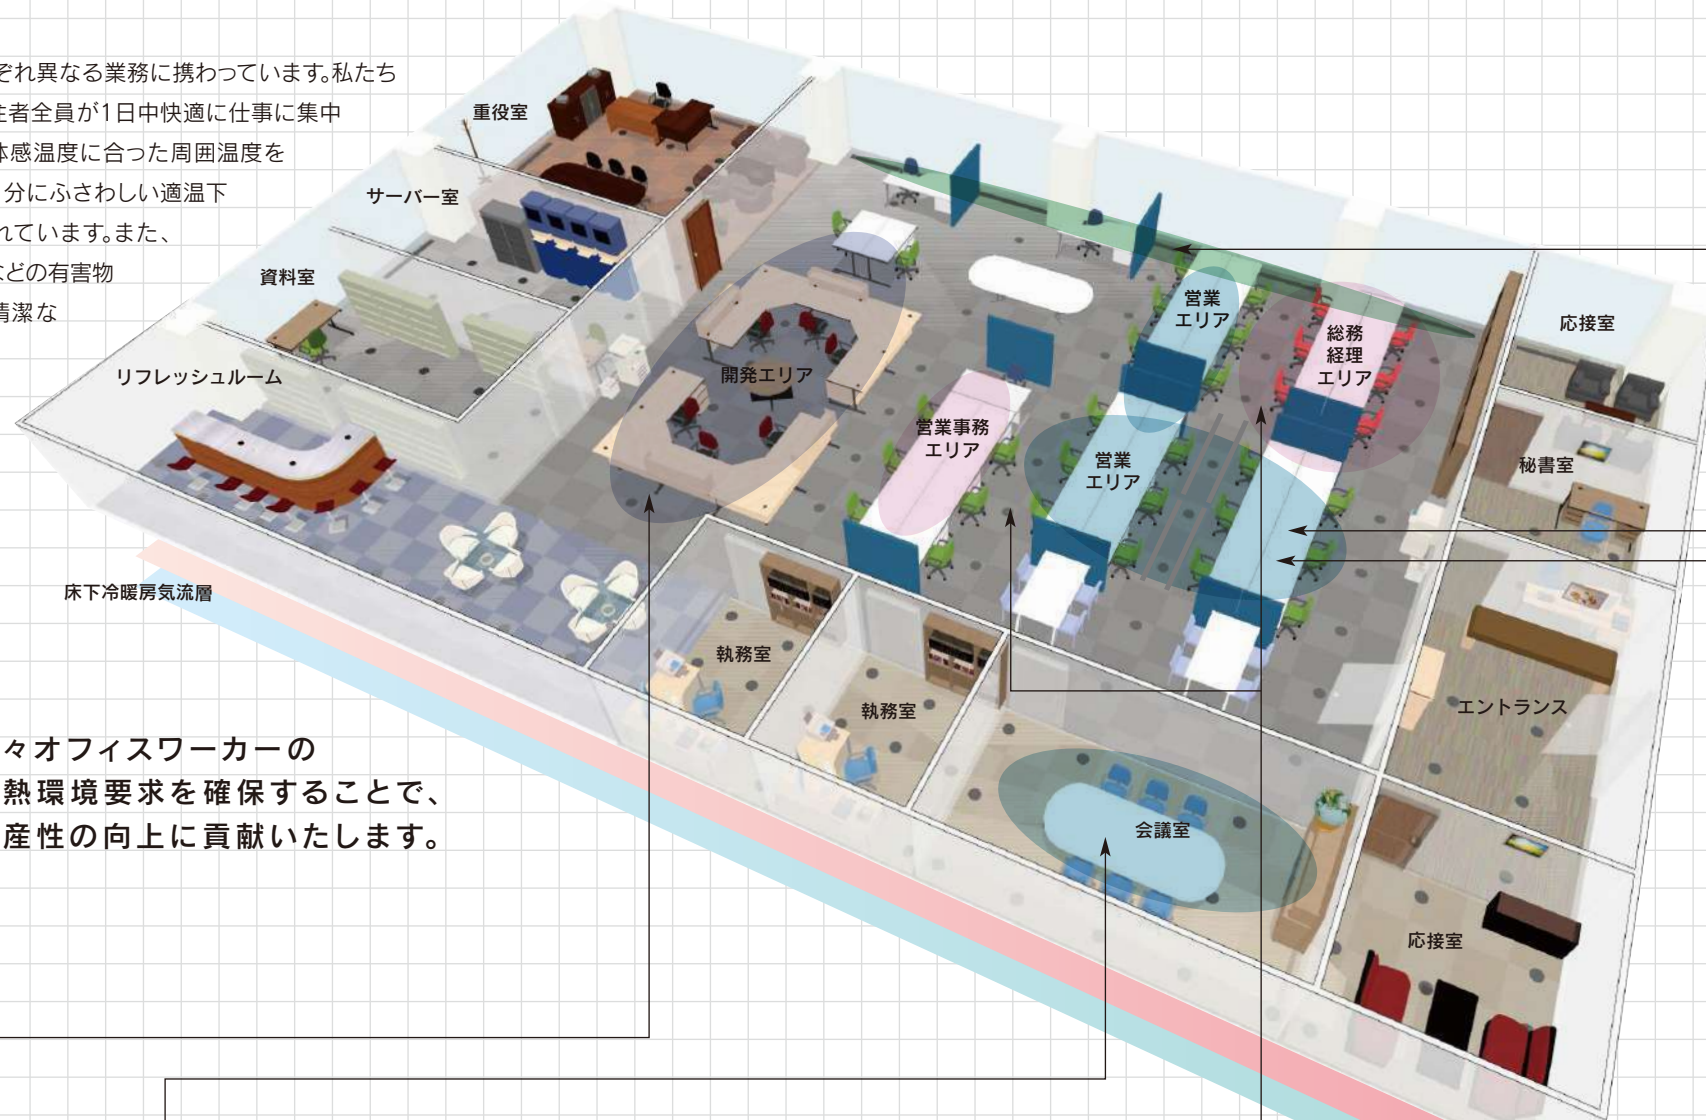 ぞれ異なる業務に携わっています。私たち
者全員が1日中快適に仕事に集中
体感温度に合った周囲温度を
分にふさわしい適温下
れています。また、
などの有害物
清潔な
重役室
サーバー室
資料室
リフレッシュルーム
開発エリア
営業
エリア
総務
経理
エリア
応接室
営業事務
エリア
営業
エリア
秘書室
床下冷暖房気流層
執務室
執務室
エントランス
会議室
応接室
々オフィスワーカーの
熱環境要求を確保することで、
産性の向上に貢献いたします。